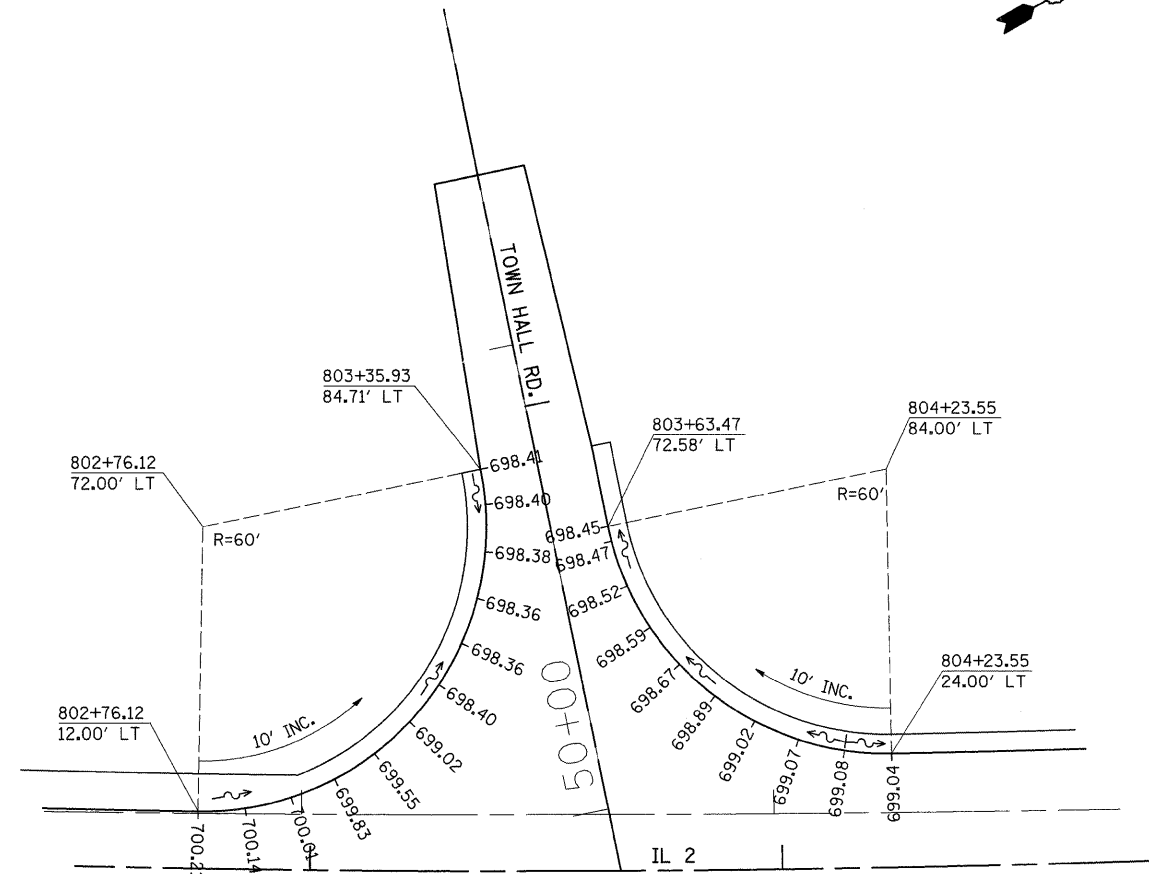 TOWN HALL RD.
803+35.93
84.71' LT
803+63.47
72.58' LT
804+23.55
84.00' LT
802+76.12
72.00' LT
R=60'
R=60'
698.41
698.40
698.38
698.36
698.36
698.40
699.02
699.55
699.83
700.01
700.14
698.45
698.47
698.52
698.59
698.67
698.89
699.02
699.07
699.08
699.04
10' INC.
10' INC.
802+76.12
12.00' LT
804+23.55
24.00' LT
50+00
IL 2